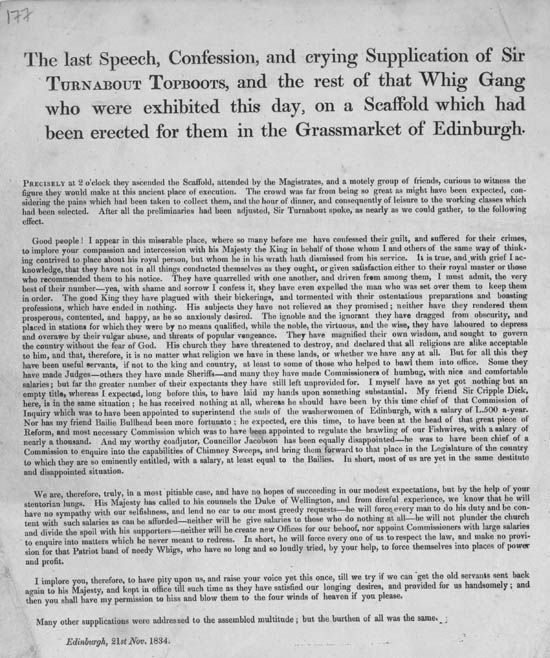 177
The last Speech, Confession, and crying Supplication of Sir
TURNABOUT TOPBOOTS, and the rest of that Whig Gang
who were exhibited this day, on a Scaffold which had
been erected for them in the Grassmarket of Edinburgh.
PRECISELY at 2 o'clock they ascended the Scaffold, attended by the Magistrates, and a motely group of friends, curious to witness the
figure they would make at this ancient place of execution. The crowd was far from being so great as might have been expected, con-
sidering the pains which had been taken to collect them, and the hour of dinner, and consequently of leisure to the working classes which
had been selected. After all the preliminaries had been adjusted, Sir Turnabout spoke, as nearly as we could gather, to the following
effect.
Good people! I appear in this miserable place, where so many before me have confessed their guilt, and suffered for their crimes,
to implore your compassion and intercession with his Majesty the King in behalf of those whom I and others of the same way of think-
ing contrived to place about his royal person, but whom he in his wrath hath dismissed from his service. It is true, and with grief I ac-
knowledge, that they have not in all things conducted themselves as they ought, or given satisfaction either to their royal master or those
who recommended them to his notice. They have quarrelled with one another, and driven from among them, I must admit, the very
best of their number—yes, with shame and sorrow I confess it, they have even expelled the man who was set over them to keep them
in order. The good King they have plagued with their bickerings, and tormented with their ostentatious preparations and boasting
professions, which have ended in nothing. His subjects they have not relieved as they promised; neither have they rendered them
prosperous, contented, and happy, as he so anxiously desired. The ignoble and the ignorant they have dragged from obscurity, and
placed in stations for which they were by no means qualified, while the noble, the virtuous, and the wise, they have laboured to depress
and overawe by their vulgar abuse, and threats of popular vengeance. They have magnified their own wisdom, and sought to govern
the country without the fear of God. His church they have threatened to destroy, and declared that all religions are alike acceptable
to him, and that, therefore, it is no matter what religion we have in these lands, or whether we have any at all. But for all this they
have been useful servants, if not to the king and country, at least to some of those who helped to bawl them into office. Some they
have made Judges—others they have made Sheriffs—and many they have made Commissioners of humbug, with nice and comfortable
salaries; but far the greater number of their expectants they have still left unprovided for. I myself have as yet got nothing but an
empty title, whereas I expected, long before this, to have laid my hands upon something substantial. My friend Sir Cripple Dick,
here, is in the same situation; he has received nothing at all, whereas he should have been by this time chief of that Commission of
Inquiry which was to have been appointed to superintend the suds of the washerwomen of Edinburgh, with a salary of L.500 a-year.
Nor has my friend Bailie Bullhead been more fortunate; he expected, ere this time, to have been at the head of that great piece of
Reform, and most necessary Commission which was to have been appointed to regulate the brawling of our Fishwives, with a salary of
nearly a thousand. And my worthy coadjutor, Councillor Jacobson has been equally disappointed—he was to have been chief of a
Commission to enquire into the capabilities of Chimney Sweeps, and bring them forward to that place in the Legislature of the country
to which they are so eminently entitled, with a salary, at least equal to the Bailies. In short, most of us are yet in the same destitute
and disappointed situation.
We are, therefore, truly, in a most pitiable case, and have no hopes of succeeding in our modest expectations, but by the help of your
stentorian lungs. His Majesty has called to his counsels the Duke of Wellington, and from direful experience, we know that he will
have no sympathy with our selfishness, and lend no ear to our most greedy requests—he will force every man to do his duty and be con-
tent with such salaries as can be afforded—neither will he give salaries to those who do nothing at all—he will not plunder the church
and divide the spoil with his supporters—neither will he create new Offices for our behoof, nor appoint Commissioners with large salaries
to enquire into matters which he never meant to redress. In short, he will force every one of us to respect the law, and make no provi-
sion for that Patriot band of needy Whigs, who have so long and so loudly tried, by your help, to force themselves into places of power
and profit.
I implore you, therefore, to have pity upon us, and raise your voice yet this once, till we try if we can get the old servants sent back
again to his Majesty, and kept in office till such time as they have satisfied our longing desires, and provided for us handsomely; and
then you shall have my permission to hiss and blow them to the four winds of heaven if you please.
Many other supplications were addressed to the assembled multitude; but the burthen of all was the same.
Edinburgh, 21st Nov. 1834.